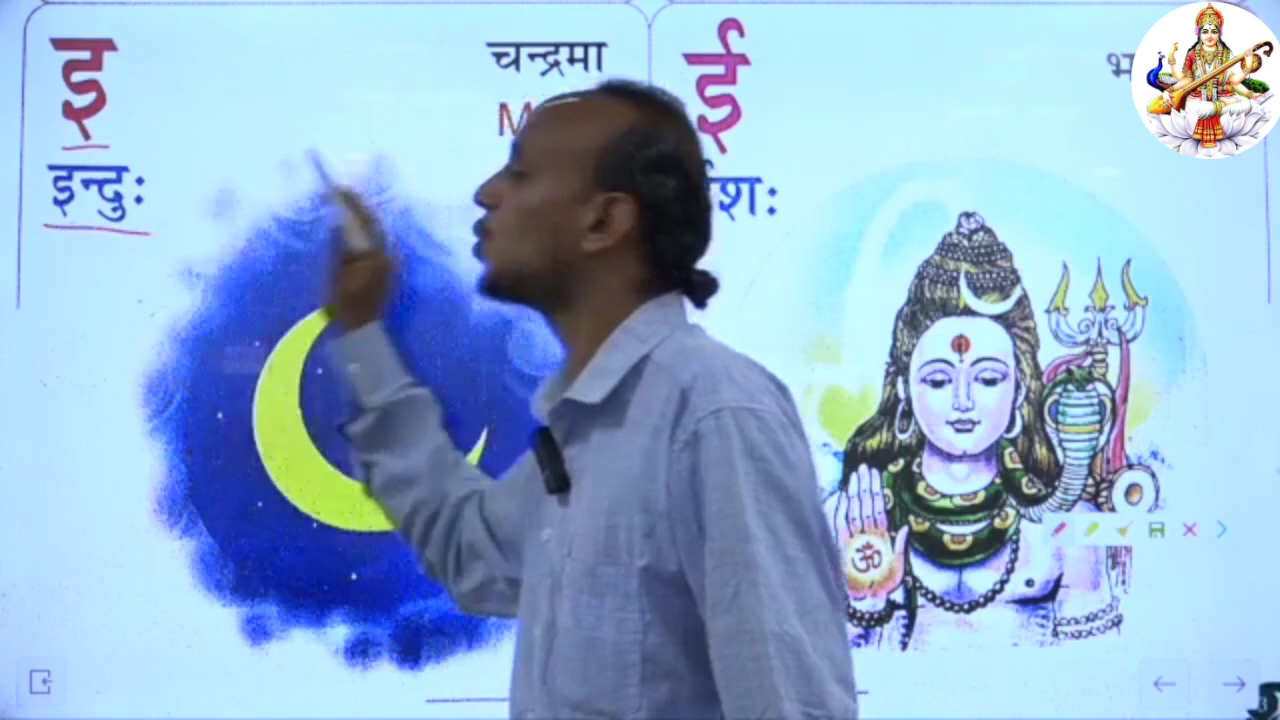 इ
चन्द्रमा
इन्दुः
ई
ॐ